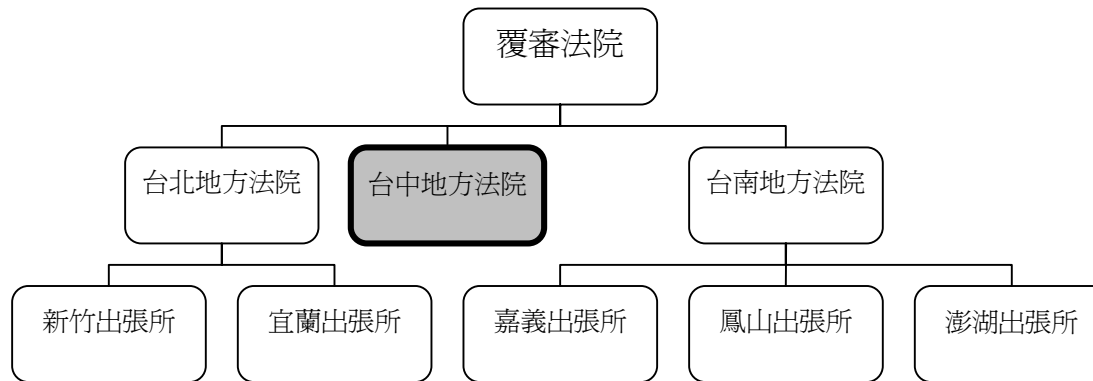 覆審法院
台北地方法院
台中地方法院
台南地方法院
新竹出張所
宜蘭出張所
嘉義出張所
鳳山出張所
澎湖出張所